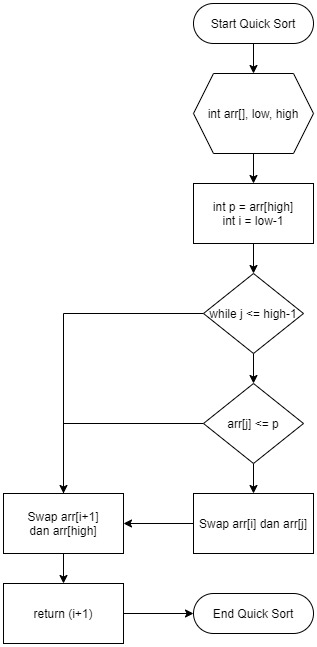 Start Quick Sort
int arr[], low, high
int p = arr[high]
int i = low-1
while j <= high-1
arr[j] <= p
Swap arr[i+1]
dan arr[high]
Swap arr[i] dan arr[j]
return (i+1)
End Quick Sort